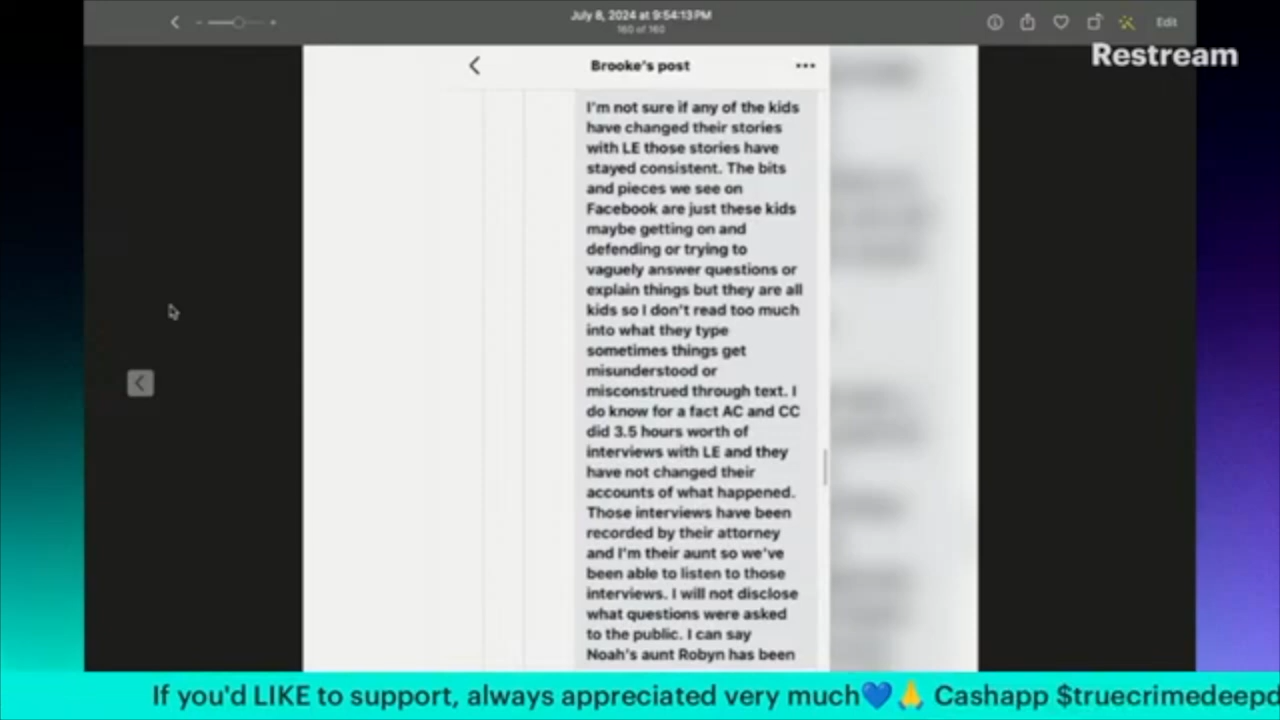 July 8, 2024 at 9:54:13 PM
160 of 160
Edit
Restream
Brooke's post
I'm not sure if any of the kids
have changed their stories
with LE those stories have
stayed consistent. The bits
and pieces we see on
Facebook are just these kids
maybe getting on and
defending or trying to
vaguely answer questions or
explain things but they are all
kids so I don't read too much
into what they type
sometimes things get
misunderstood or
misconstrued through text. I
do know for a fact AC and CC
did 3.5 hours worth of
interviews with LE and they
have not changed their
accounts of what happened.
Those interviews have been
recorded by their attorney
and I'm their aunt so we've
been able to listen to those
interviews. I will not disclose
what questions were asked
to the public. I can say
Noah's aunt Robyn has been
If you'd LIKE to support, always appreciated very much💙🙏 Cashapp $truecrimedeepd